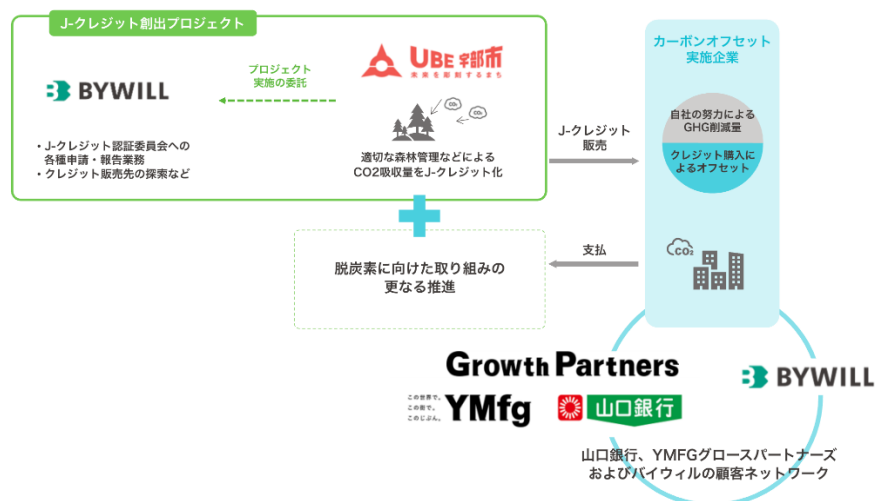 J-クレジット創出プロジェクト
BYWILL
プロジェクト
実施の委託
UBE 宇部市
未来を彫刻するまち
CO₂
CO₂
・J-クレジット認証委員会への
各種申請・報告業務
・クレジット販売先の探索など
適切な森林管理などによる
CO2吸収量をJ-クレジット化
J-クレジット
販売
カーボンオフセット
実施企業
自社の努力による
GHG削減量
クレジット購入に
よるオフセット
脱炭素に向けた取り組みの
更なる推進
支払
CO₂
Growth Partners
この世界で。
この街で。
このじぶん。
YMfg
山口銀行
BYWILL
山口銀行、YMFGグロースパートナーズ
およびバイウィルの顧客ネットワーク